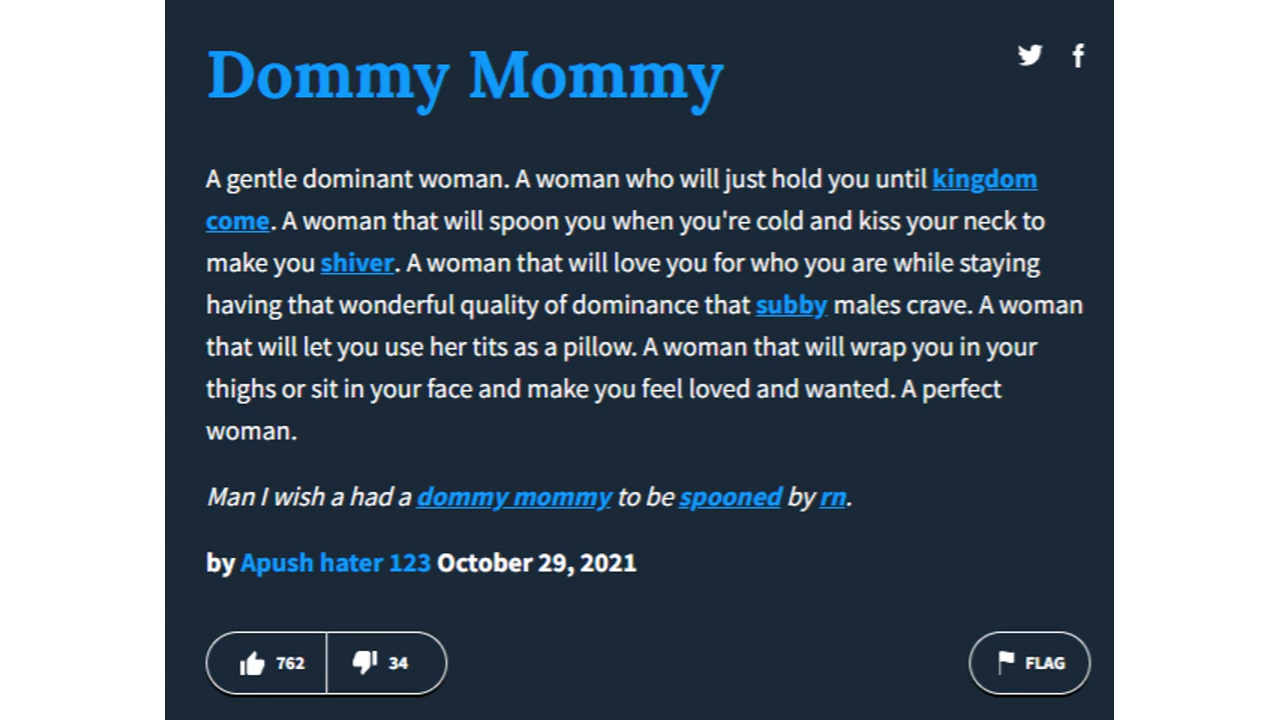 Dommy Mommy
A gentle dominant woman. A woman who will just hold you until kingdom
come. A woman that will spoon you when you're cold and kiss your neck to
make you shiver. A woman that will love you for who you are while staying
having that wonderful quality of dominance that subby males crave. A woman
that will let you use her tits as a pillow. A woman that will wrap you in your
thighs or sit in your face and make you feel loved and wanted. A perfect
woman.
Man I wish a had a dommy mommy to be spooned by rn.
by Apush hater 123 October 29, 2021
762 34 FLAG